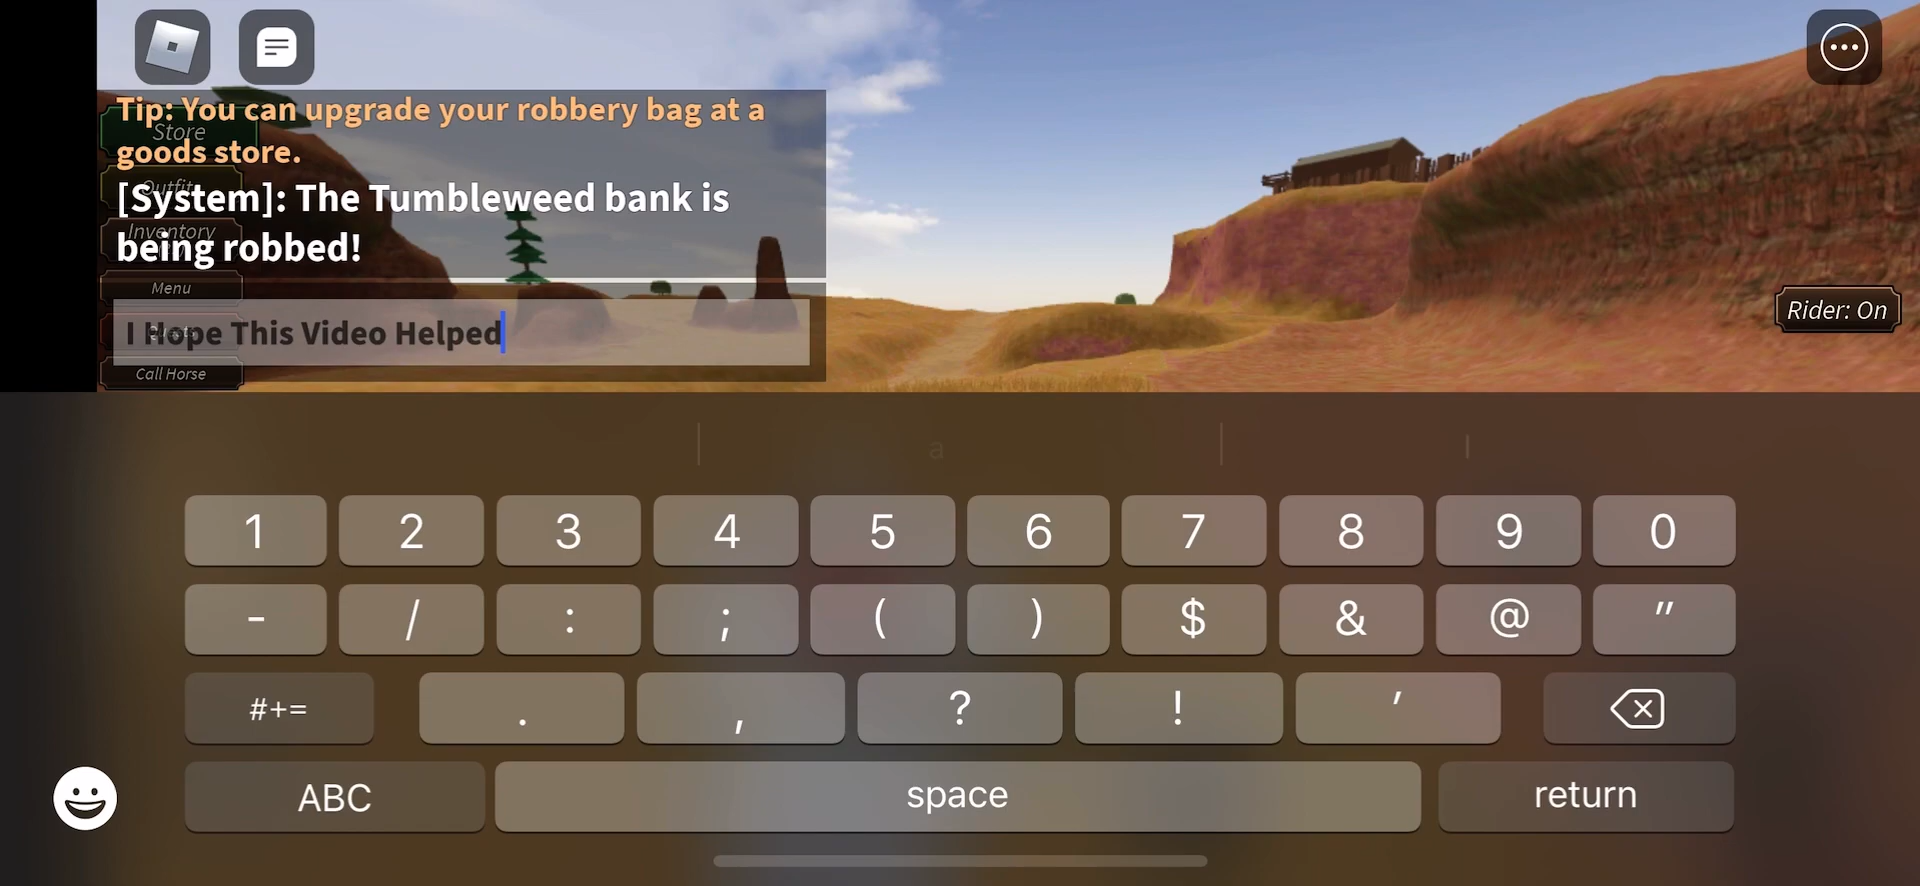 Tip: You can upgrade your robbery bag at a
goods store.
Store
[System]: The Tumbleweed bank is
being robbed!
Outfit
Inventory
Menu
I Hope This Video Helped
Call Horse
Rider: On
a
1 2 3 4 5 6 7 8 9 0
- / : ; ( ) $ & @ "
#+= . , ? ! '
ABC space return